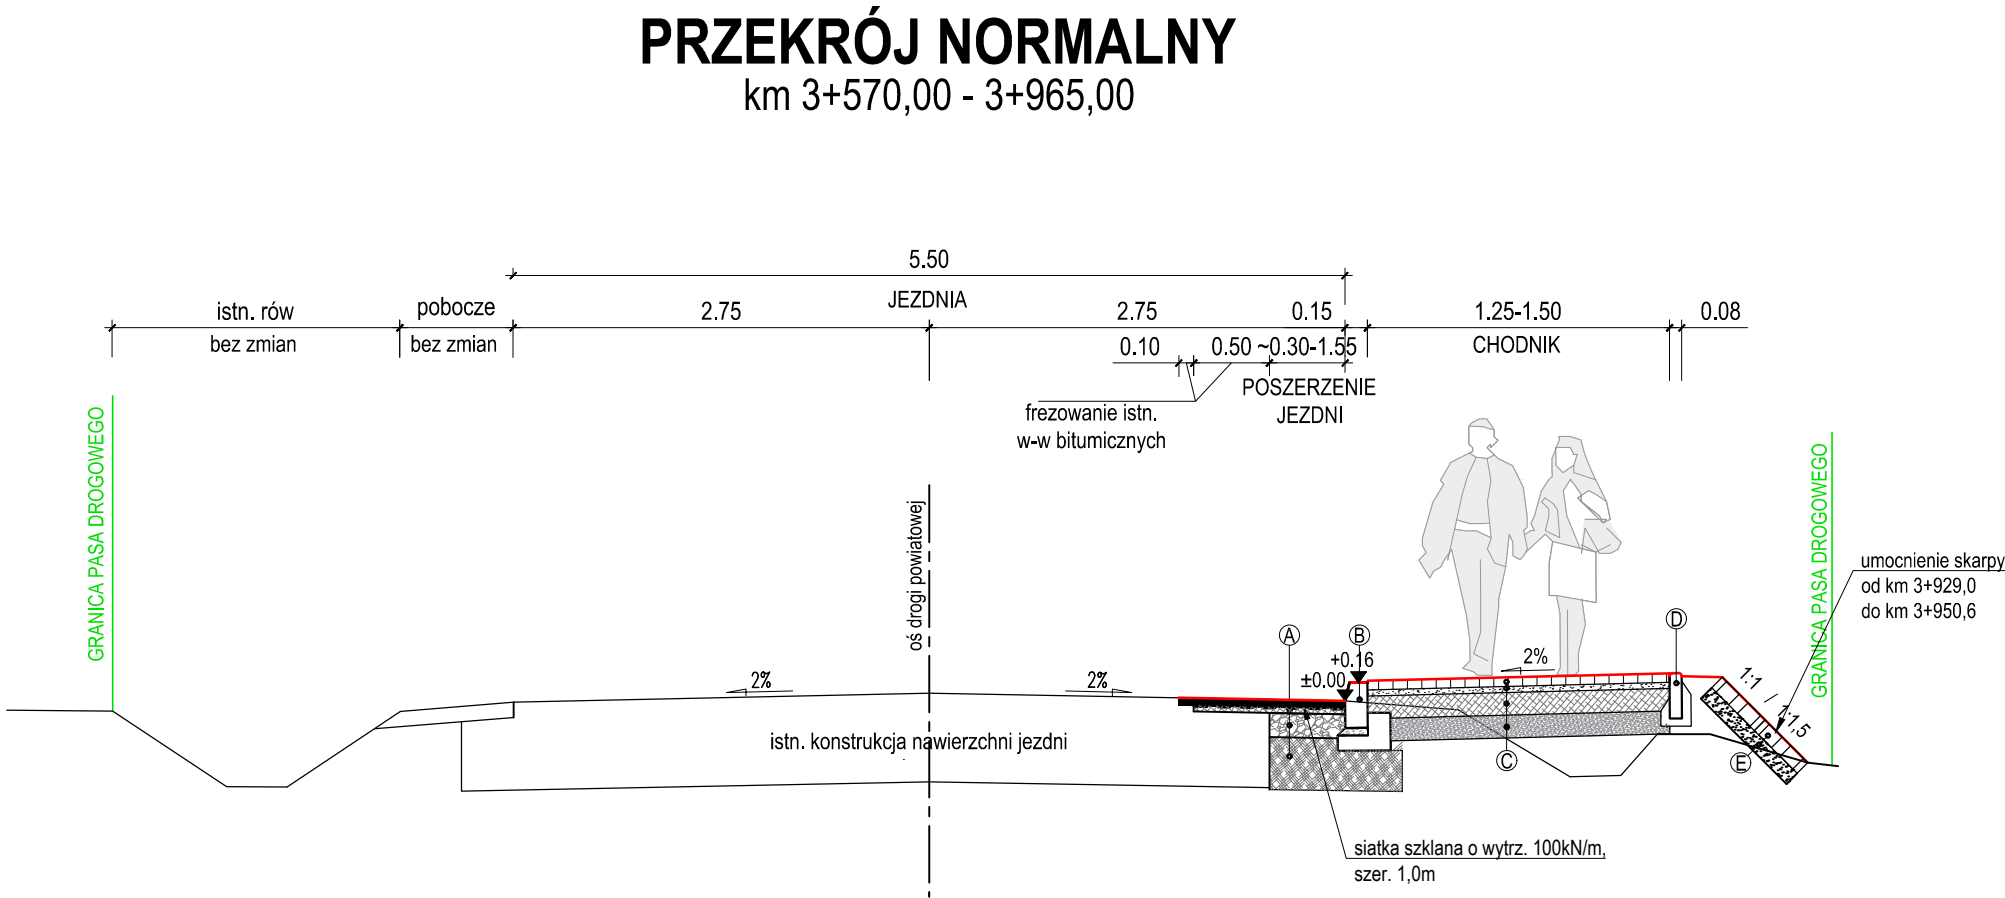 PRZEKRÓJ NORMALNY
km 3+570,00 - 3+965,00
5.50
JEZDNIA
istn. rów
bez zmian
pobocze
bez zmian
2.75
2.75
0.15
1.25-1.50
CHODNIK
0.08
0.10
0.50
~0.30-1.55
POSZERZENIE
JEZDNI
frezowanie istn.
w-w bitumicznych
GRANICA PASA DROGOWEGO
oś drogi powiatowej
GRANICA PASA DROGOWEGO
umocnienie skarpy
od km 3+929,0
do km 3+950,6
A
B
D
+0.16
±0.00
2%
2%
2%
1:1 / 1:1,5
istn. konstrukcja nawierzchni jezdni
C
E
siatka szklana o wytrz. 100kN/m,
szer. 1,0m